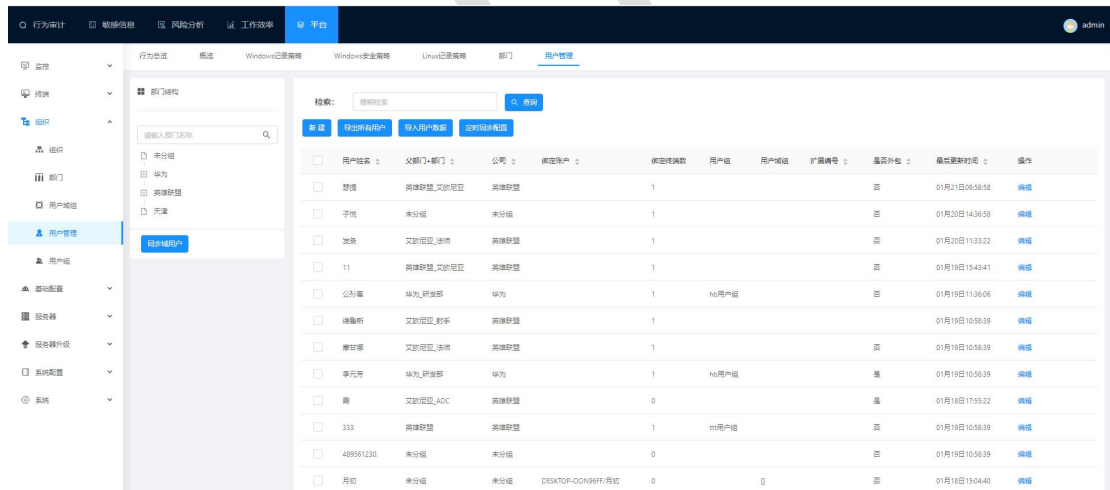 行为审计 敏感信息 风险分析 工作效率 平台 admin
行为总览 概览 Windows记录策略 Windows安全策略 Linux记录策略 部门 用户管理
监控
终端
组织
组织
部门
用户域组
用户管理
用户组
基础配置
服务器
服务器升级
系统配置
系统
部门结构
请输入部门名称
未分组
华为
英雄联盟
天津
同步域用户
检索: 模糊检索 查询
新建 导出所有用户 导入用户数据 定时同步配置
用户姓名 父部门+部门 公司 绑定账户 绑定终端数 用户组 用户域组 扩展编号 是否外包 最后更新时间 操作
慧提 英雄联盟_艾欧尼亚 英雄联盟 1 否 01月21日09:58:58 编辑
子悦 未分组 未分组 1 否 01月20日14:36:58 编辑
发条 艾欧尼亚_法师 英雄联盟 1 否 01月20日11:33:22 编辑
11 英雄联盟_艾欧尼亚 英雄联盟 1 否 01月19日15:43:41 编辑
公孙离 华为_研发部 华为 1 hb用户组 否 01月19日11:36:06 编辑
维鲁斯 艾欧尼亚_射手 英雄联盟 1 01月19日10:58:39 编辑
摩甘娜 艾欧尼亚_法师 英雄联盟 1 否 01月19日10:58:39 编辑
李元芳 华为_研发部 华为 1 hb用户组 是 01月19日10:58:39 编辑
霞 艾欧尼亚_ADC 英雄联盟 0 是 01月18日17:55:22 编辑
333 英雄联盟 英雄联盟 1 ttt用户组 否 01月19日10:58:39 编辑
489561230. 未分组 未分组 0 否 01月19日10:58:39 编辑
月初 未分组 未分组 DESKTOP-OON96FF/月初 0 [] 否 01月18日15:04:40 编辑